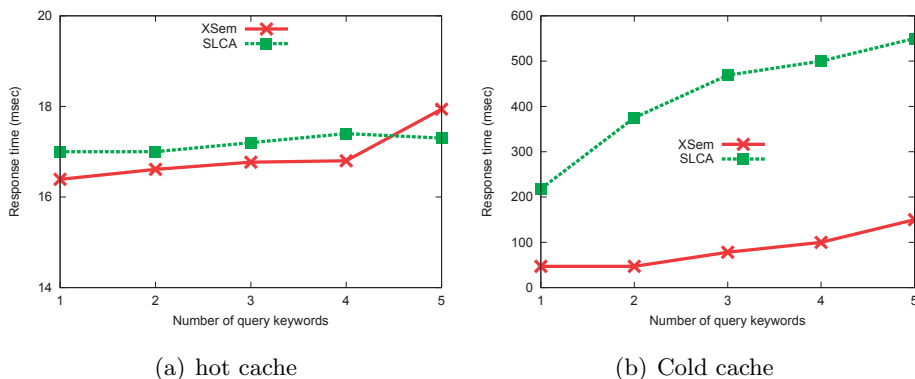 20
18
16
14
Response time (msec)
XSem
SLCA
1 2 3 4 5
Number of query keywords
(a) hot cache
600
500
400
300
200
100
0
Response time (msec)
XSem
SLCA
1 2 3 4 5
Number of query keywords
(b) Cold cache